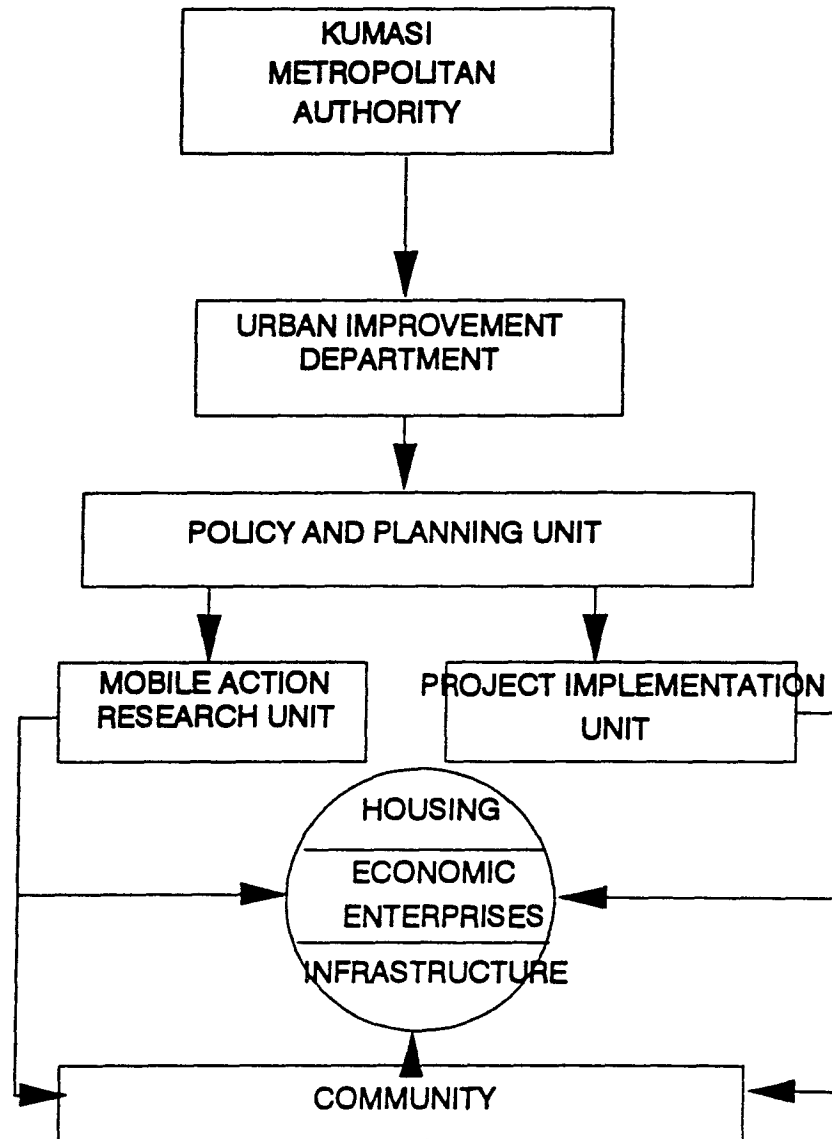 KUMASI
METROPOLITAN
AUTHORITY
URBAN IMPROVEMENT
DEPARTMENT
POLICY AND PLANNING UNIT
MOBILE ACTION
RESEARCH UNIT
PROJECT IMPLEMENTATION
UNIT
HOUSING
ECONOMIC
ENTERPRISES
INFRASTRUCTURE
COMMUNITY